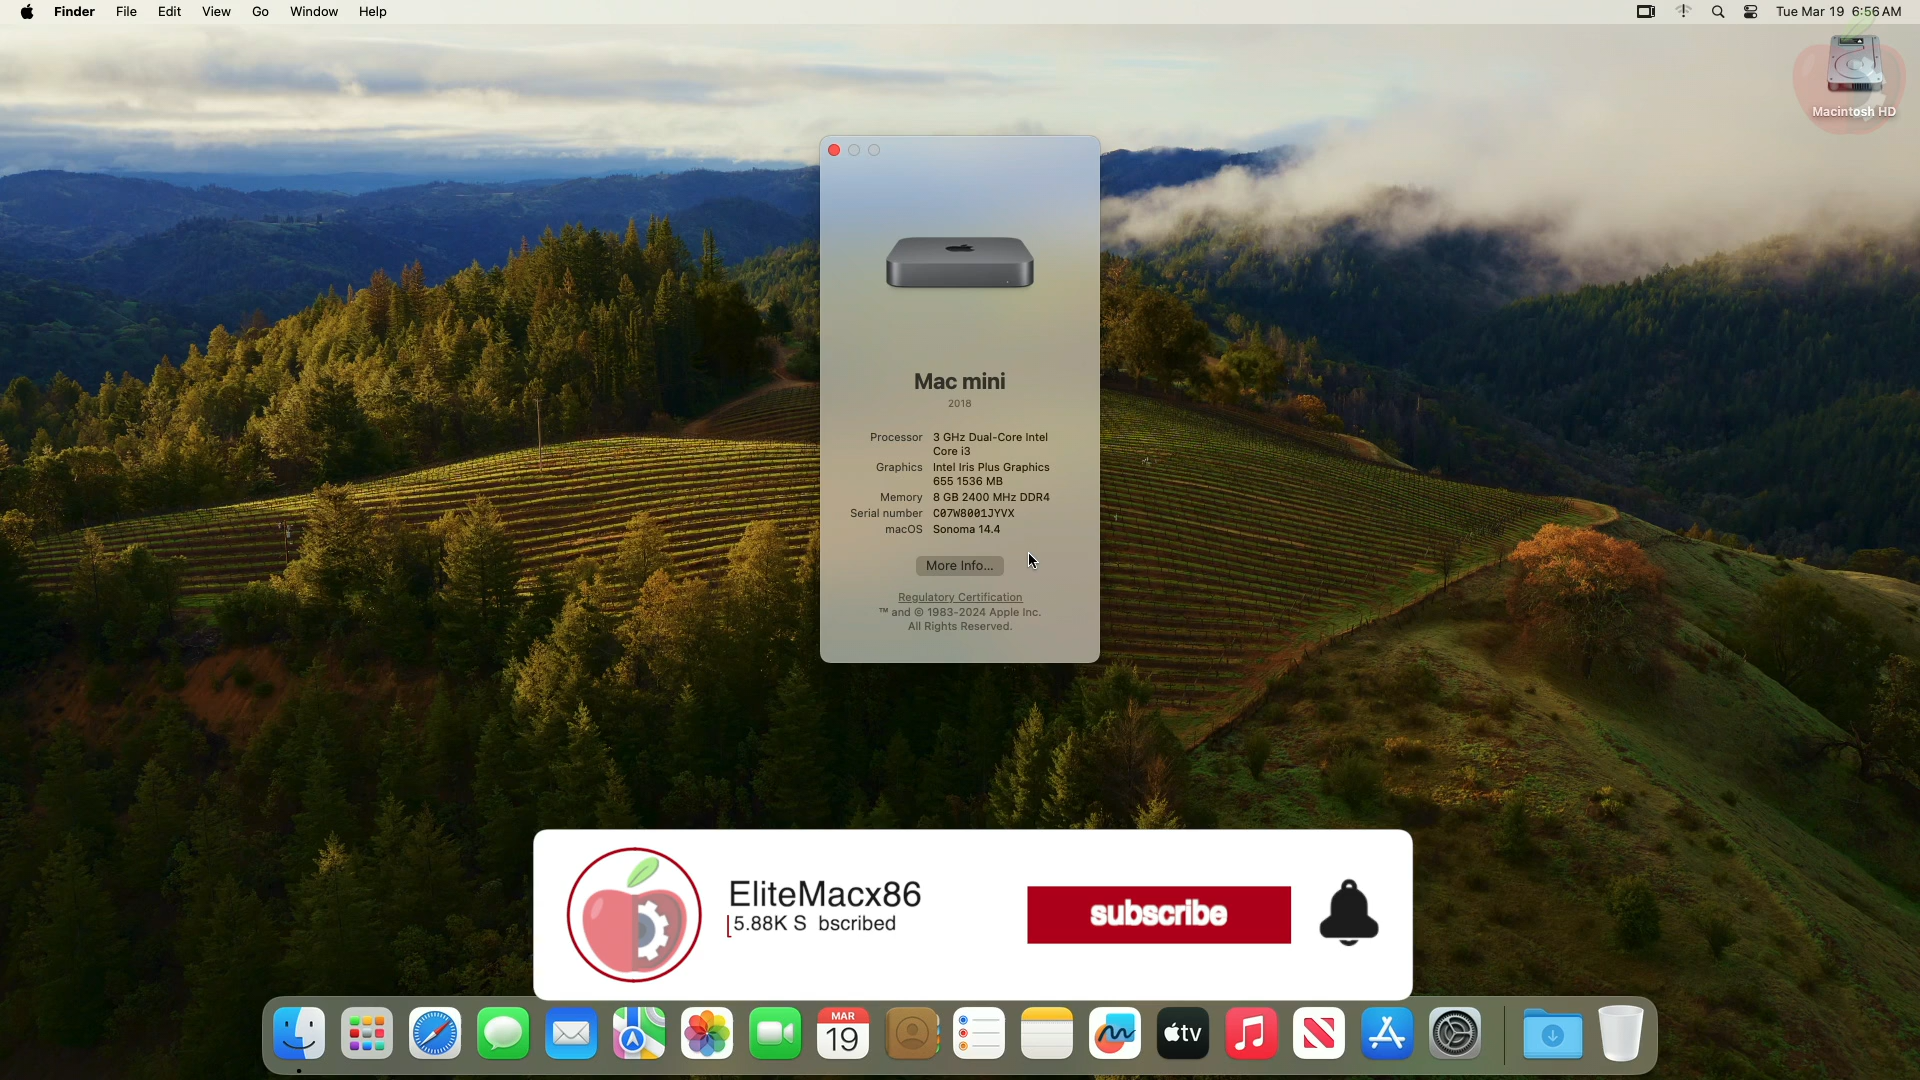 Finder File Edit View Go Window Help
Tue Mar 19 6:56 AM
Macintosh HD
Mac mini
2018
Processor 3 GHz Dual-Core Intel
Core i3
Graphics Intel Iris Plus Graphics
655 1536 MB
Memory 8 GB 2400 MHz DDR4
Serial number C07W8001JYVX
macOS Sonoma 14.4
More Info...
Regulatory Certification
™ and © 1983-2024 Apple Inc.
All Rights Reserved.
EliteMacx86
5.88K S bscribed
subscribe
MAR
19
tv